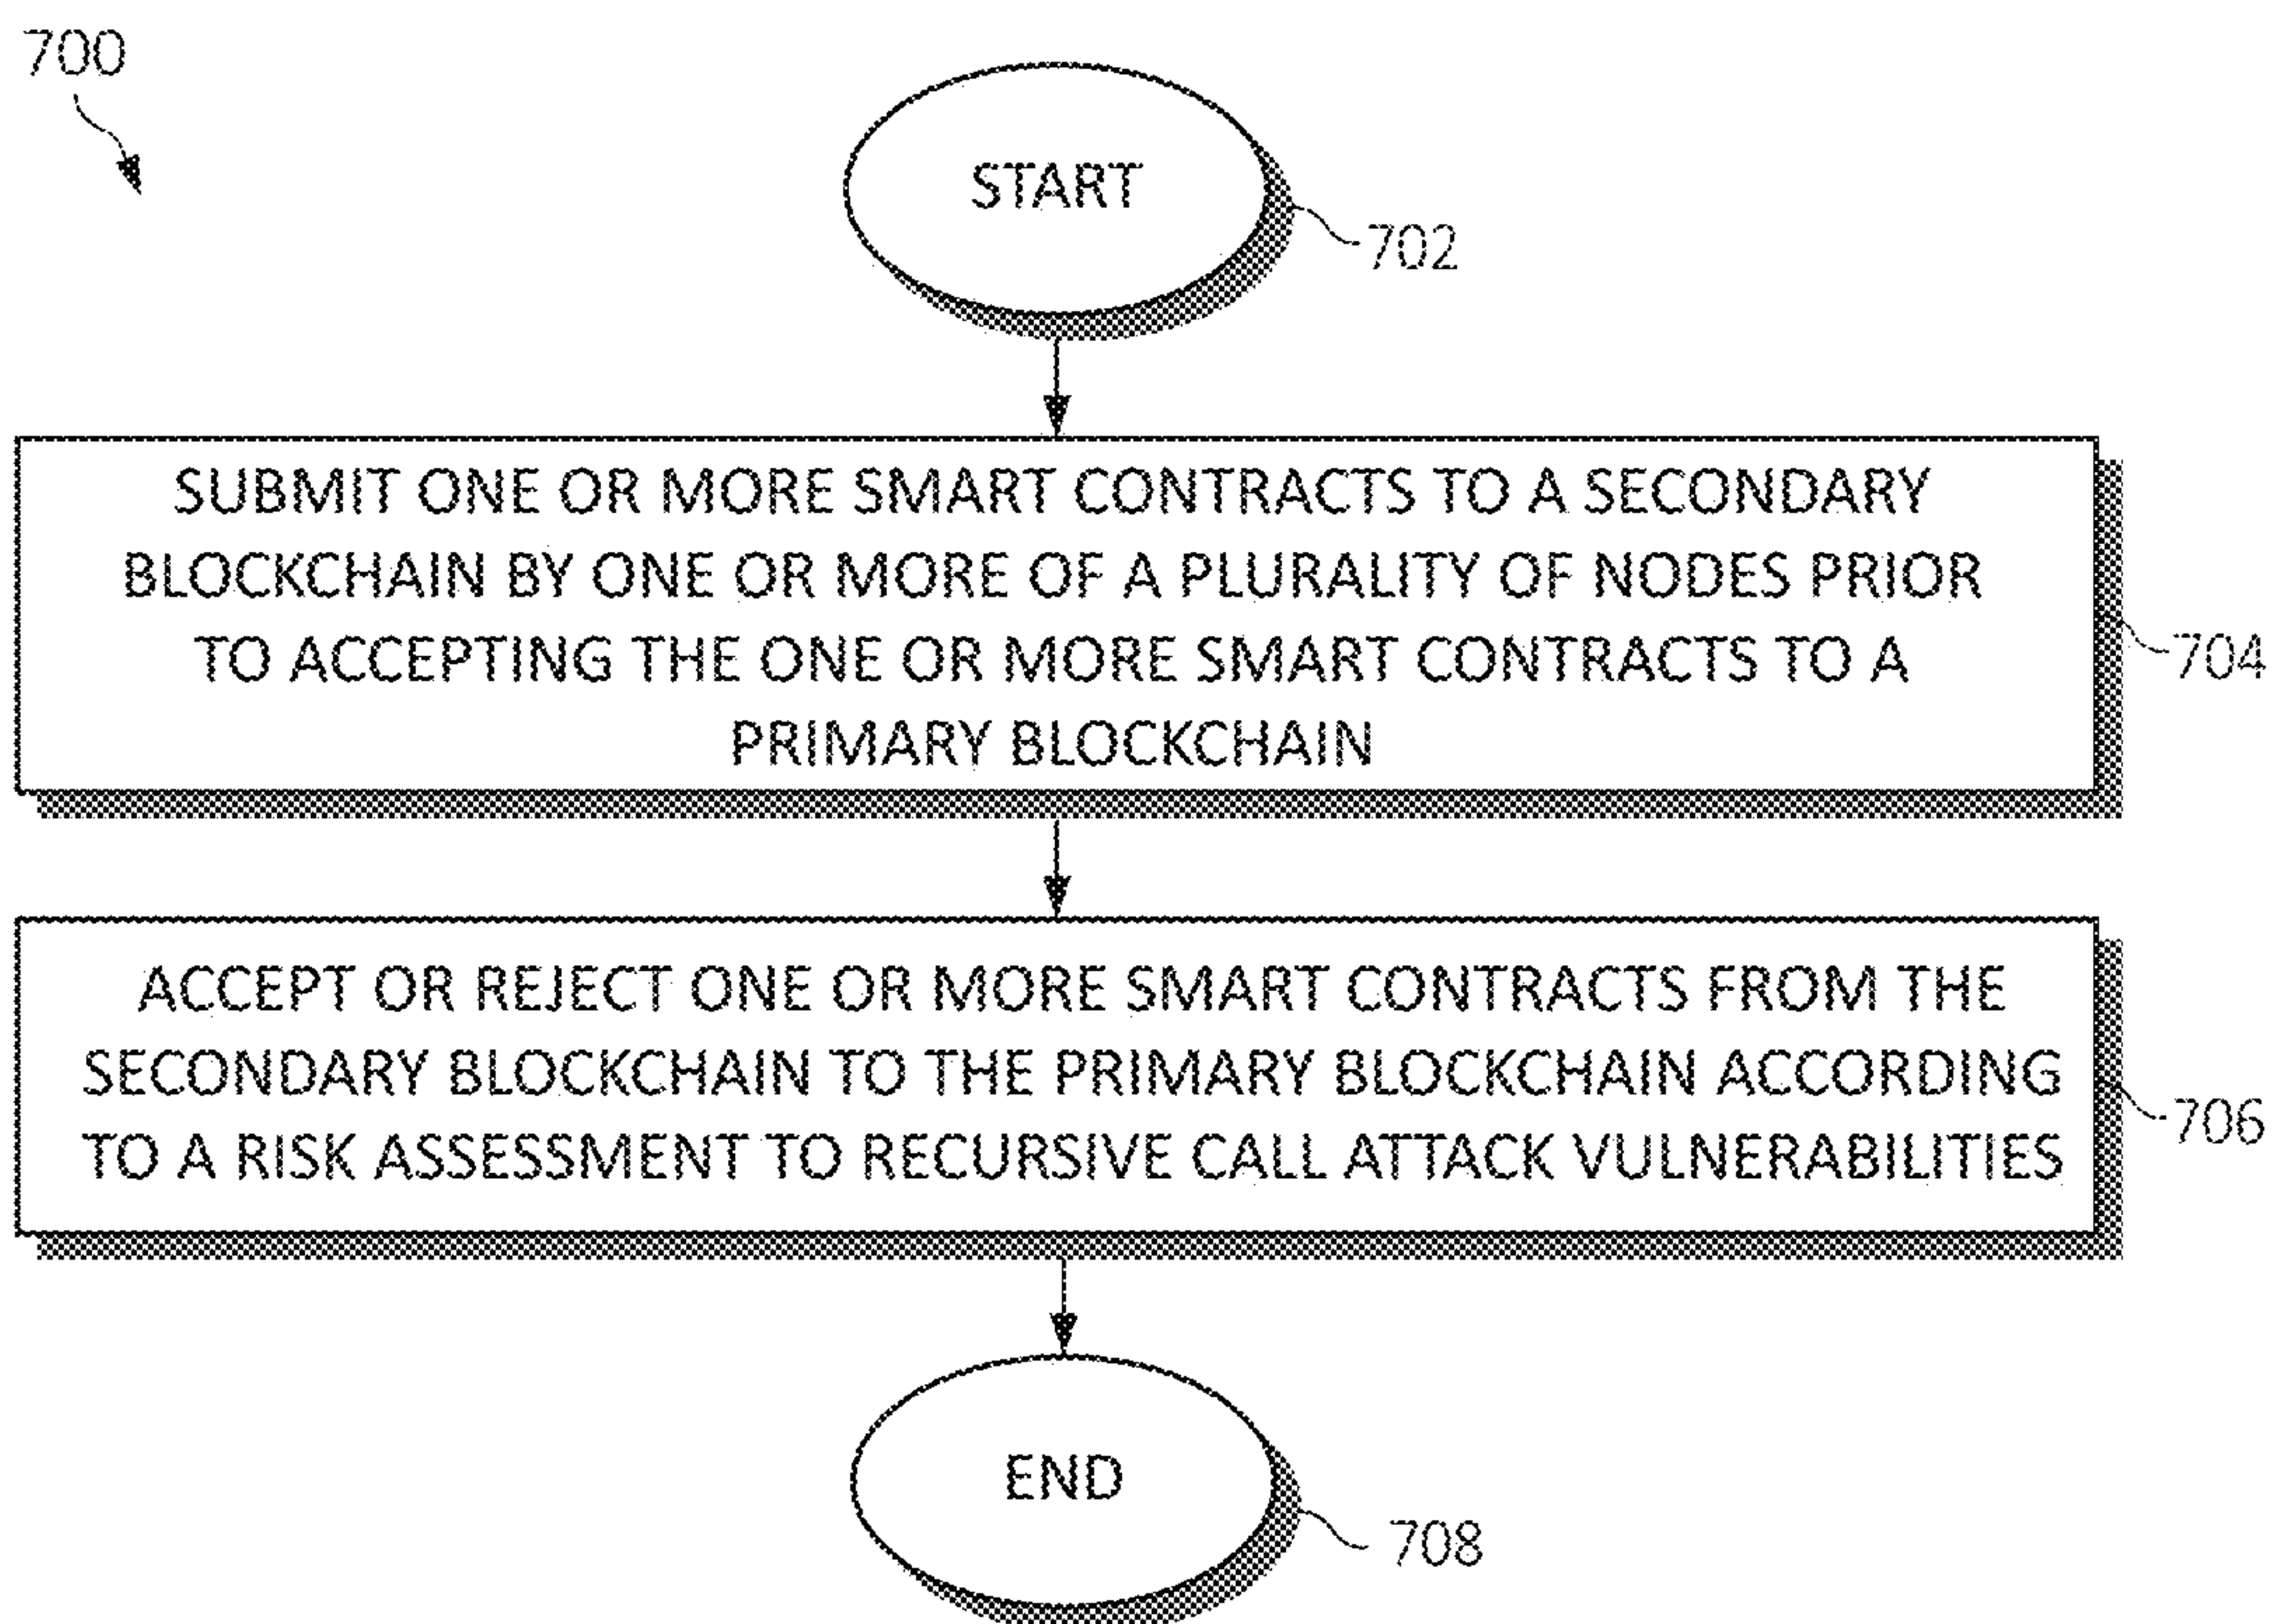 700
START
702
SUBMIT ONE OR MORE SMART CONTRACTS TO A SECONDARY
BLOCKCHAIN BY ONE OR MORE OF A PLURALITY OF NODES PRIOR
TO ACCEPTING THE ONE OR MORE SMART CONTRACTS TO A
PRIMARY BLOCKCHAIN
704
ACCEPT OR REJECT ONE OR MORE SMART CONTRACTS FROM THE
SECONDARY BLOCKCHAIN TO THE PRIMARY BLOCKCHAIN ACCORDING
TO A RISK ASSESSMENT TO RECURSIVE CALL ATTACK VULNERABILITIES
706
END
708